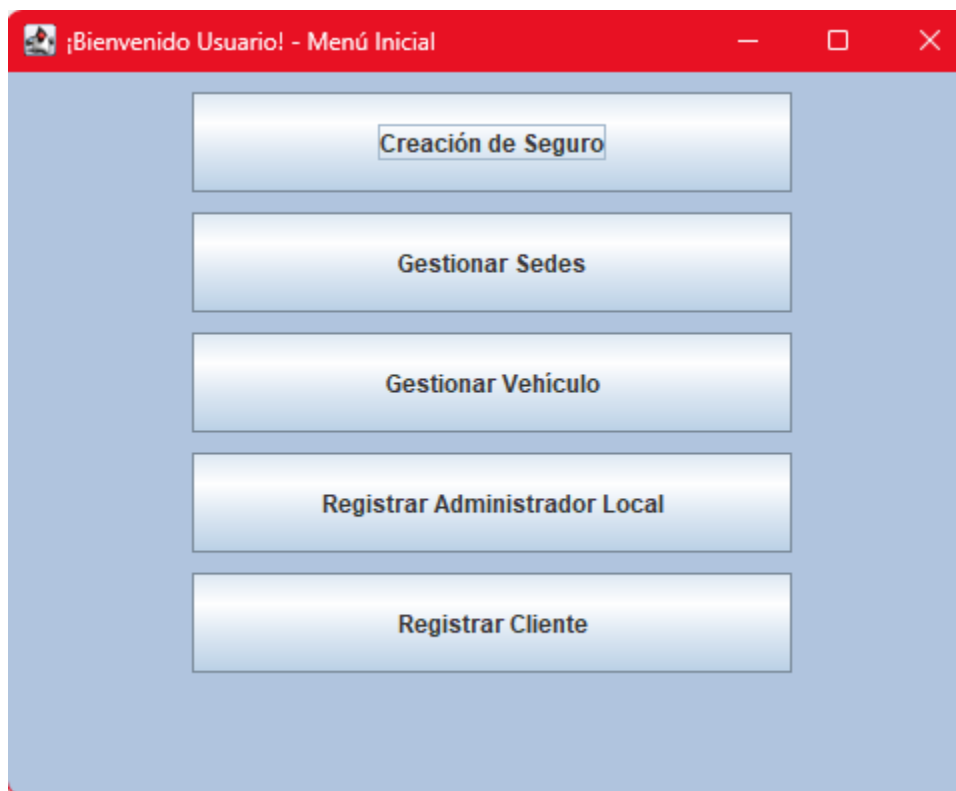 ¡Bienvenido Usuario! - Menú Inicial
Creación de Seguro
Gestionar Sedes
Gestionar Vehículo
Registrar Administrador Local
Registrar Cliente